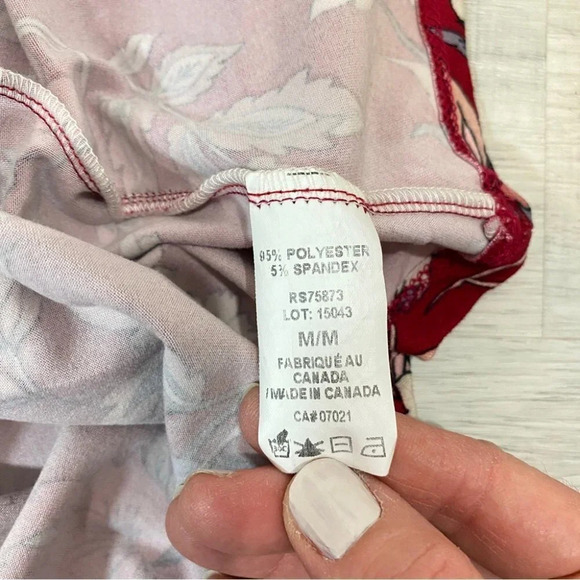 95% POLYESTER
5% SPANDEX
RS75873
LOT: 15043
M/M
FABRIQUÉ AU
CANADA
/ MADE IN CANADA
CA# 07021